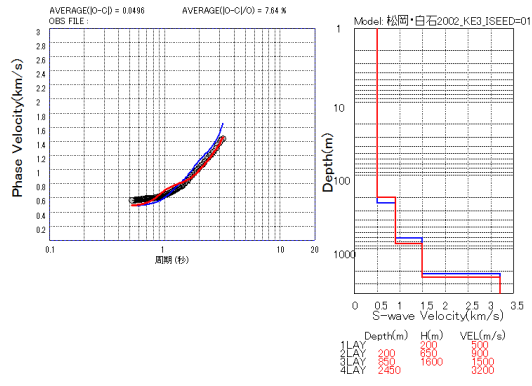 AVERAGE(|O-C|) = 0.0496 AVERAGE(|O-C|/O) = 7.64 %
OBS FILE :
Phase Velocity(km/s)
3
2.8
2.6
2.4
2.2
2
1.8
1.6
1.4
1.2
1
0.8
0.6
0.4
0.2
0.1 1 10. 20
周期 (秒)
Model: 松岡・白石2002_KE3_ISEED=01
Depth(m)
1
10
100
1000
0 0.5 1 1.5 2 2.5 3 3.5
S-wave Velocity(km/s)
Depth(m) H(m) VEL(m/s)
1LAY 200 500
2LAY 200 650 900
3LAY 850 1600 1500
4LAY 2450 3200